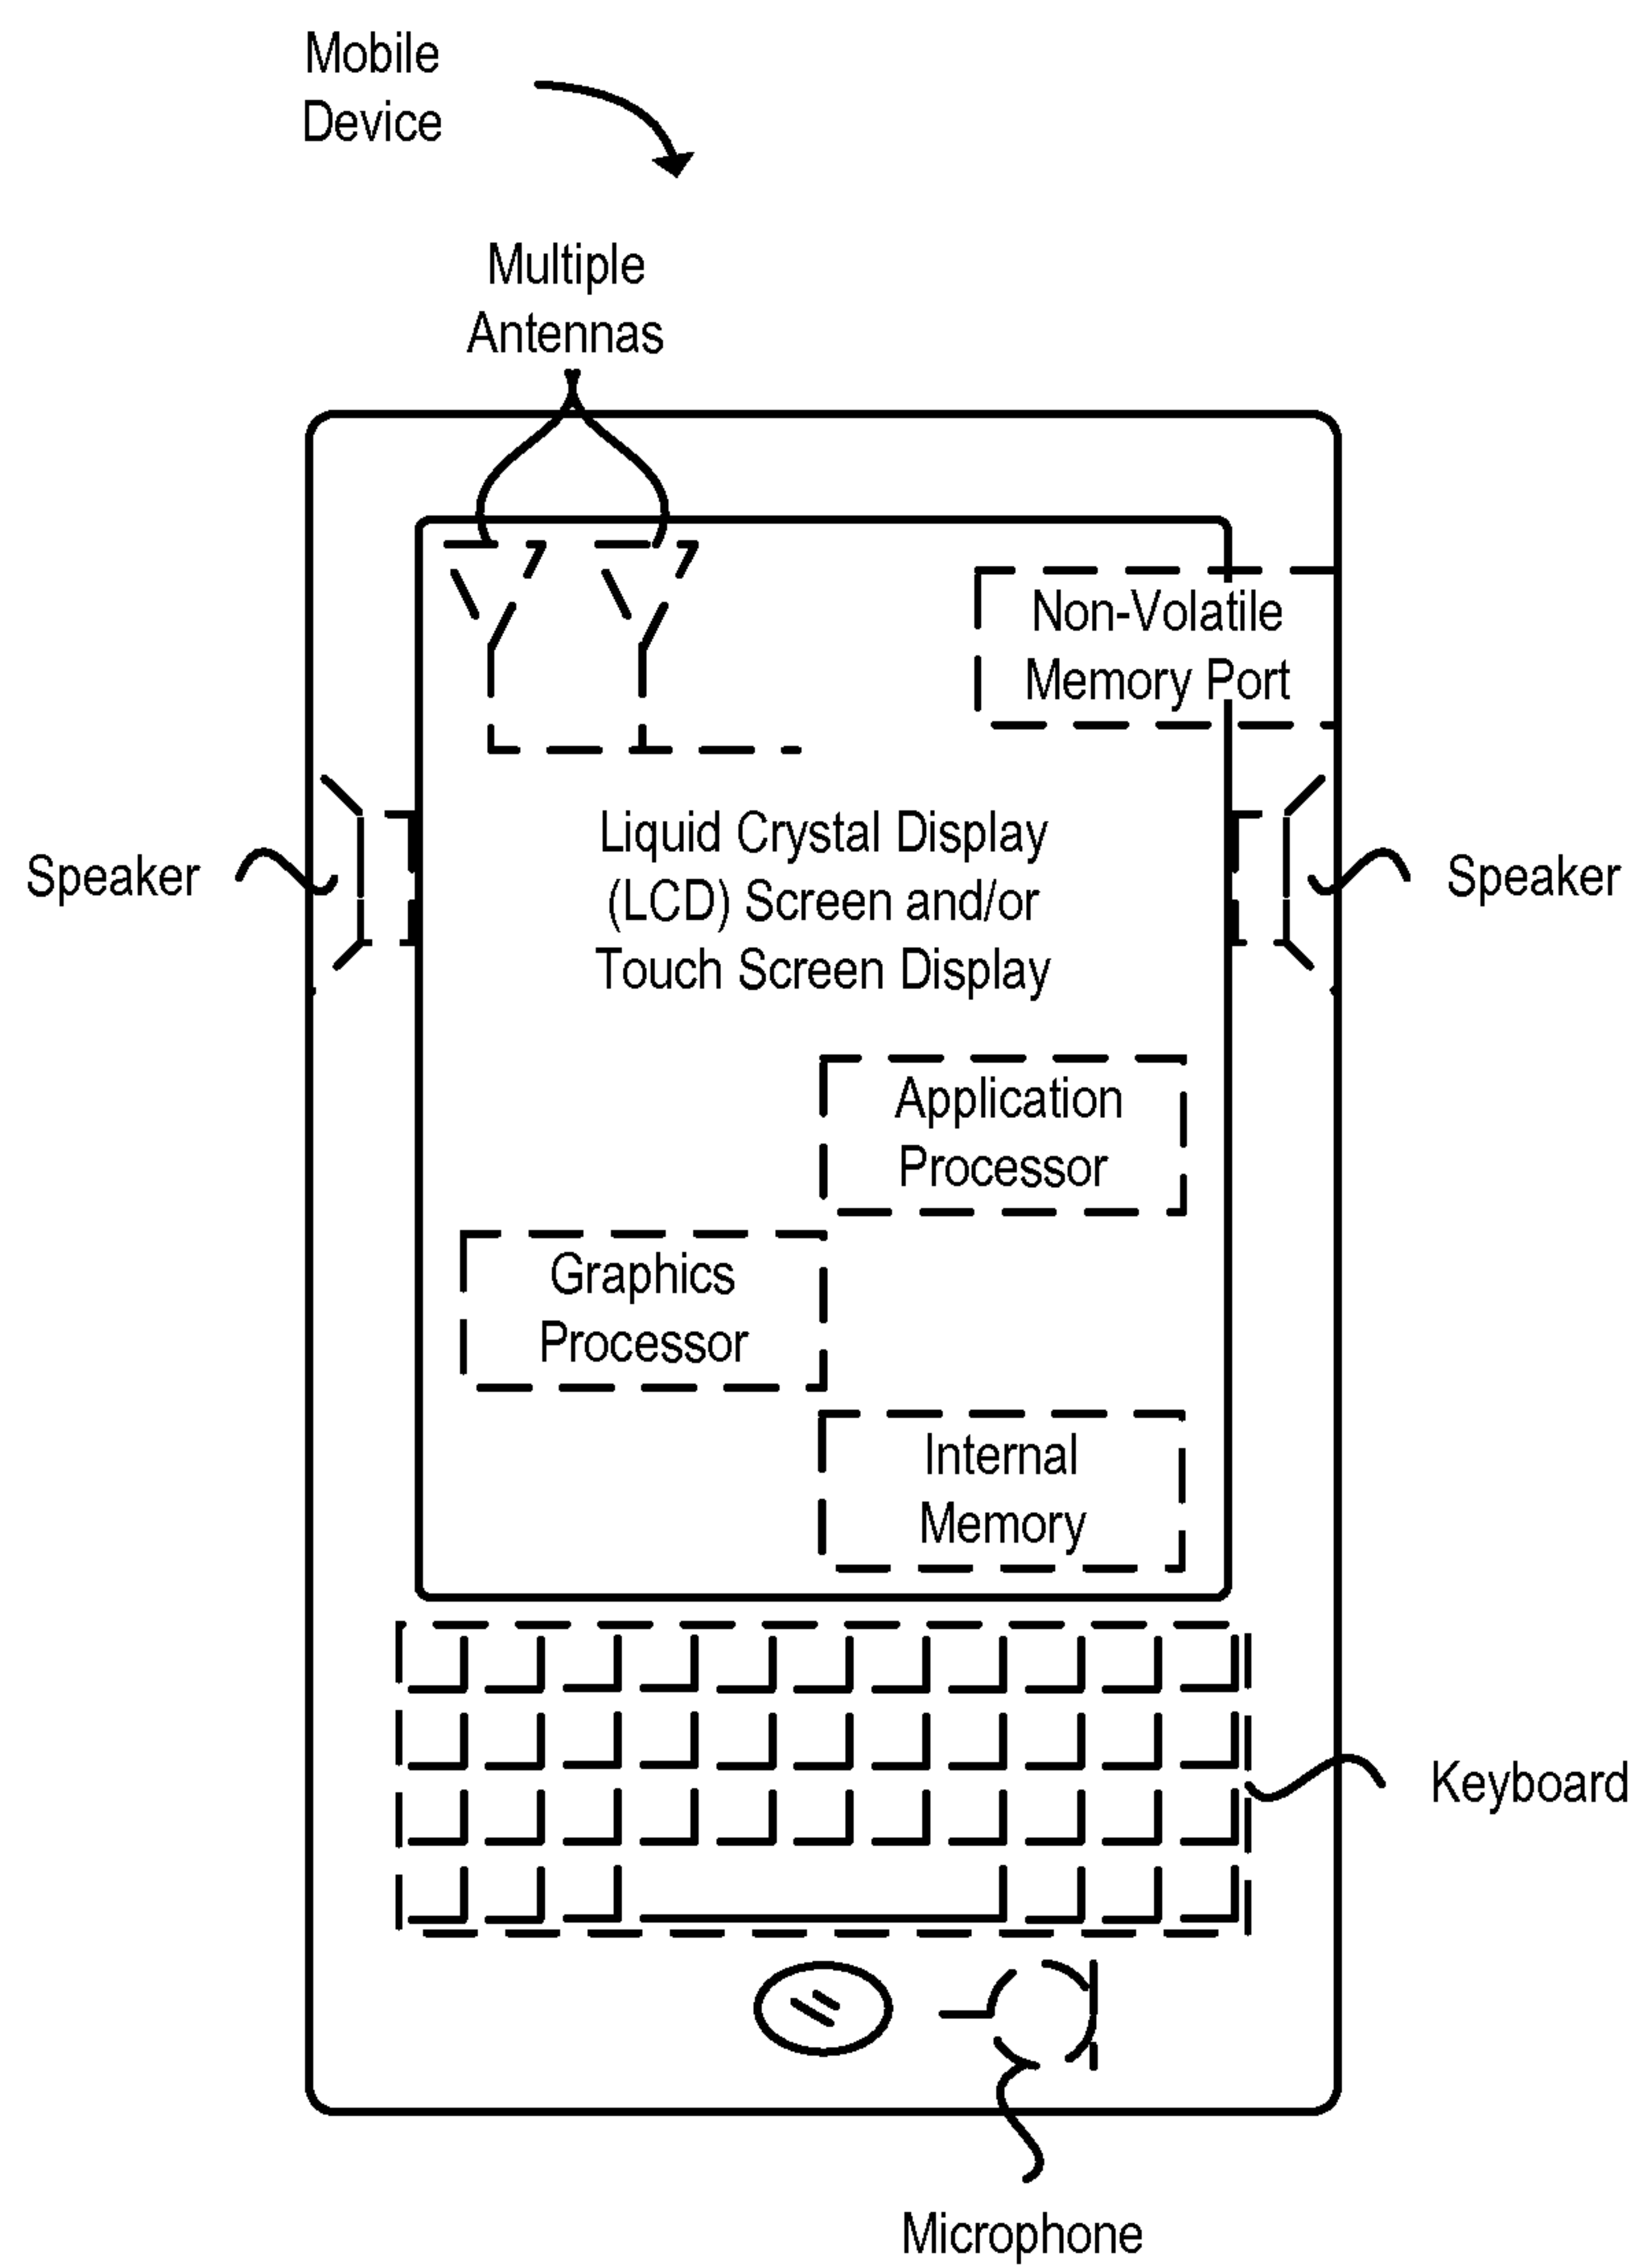 Mobile
Device
Multiple
Antennas
Non-Volatile
Memory Port
Speaker
Liquid Crystal Display
(LCD) Screen and/or
Touch Screen Display
Speaker
Application
Processor
Graphics
Processor
Internal
Memory
Keyboard
Microphone